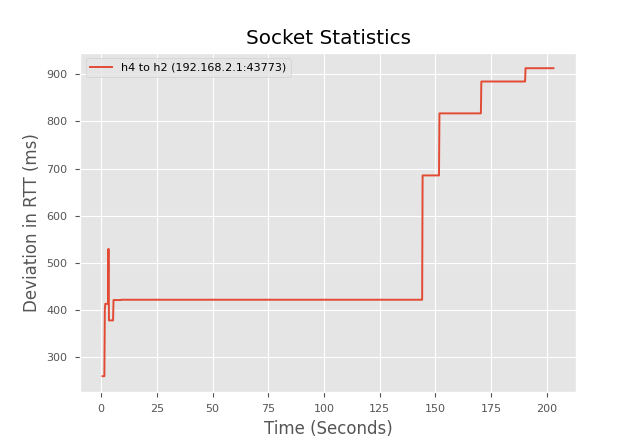 Socket Statistics
h4 to h2 (192.168.2.1:43773)
Deviation in RTT (ms)
900
800
700
600
500
400
300
0 25 50 75 100 125 150 175 200
Time (Seconds)